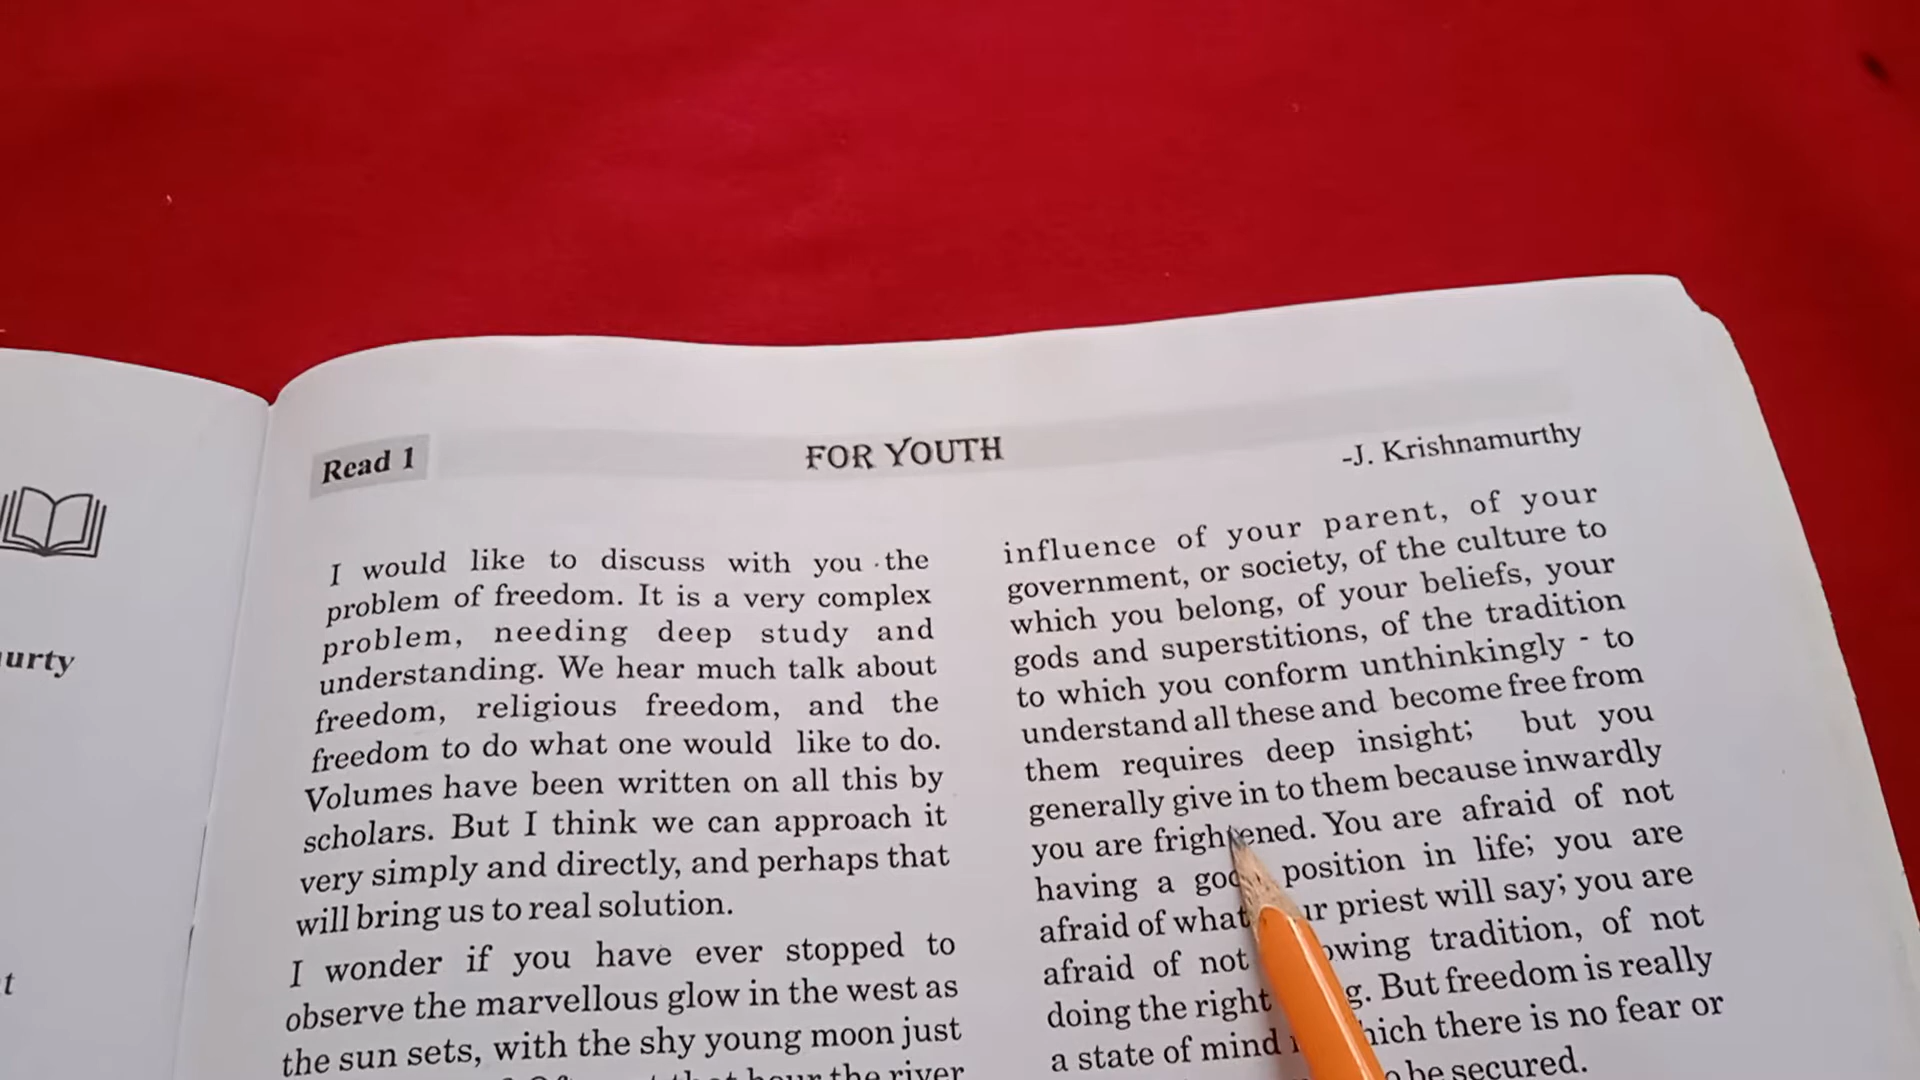 urty
t
Read 1
FOR YOUTH
-J. Krishnamurthy
I would like to discuss with you the
problem of freedom. It is a very complex
problem, needing deep study and
understanding. We hear much talk about
freedom, religious freedom, and the
freedom to do what one would like to do.
Volumes have been written on all this by
scholars. But I think we can approach it
very simply and directly, and perhaps that
will bring us to real solution.
I wonder if you have ever stopped to
observe the marvellous glow in the west as
the sun sets, with the shy young moon just
that hour the river
influence of your parent, of your
government, or society, of the culture to
which you belong, of your beliefs, your
gods and superstitions, of the tradition
to which you conform unthinkingly - to
understand all these and become free from
them requires deep insight; but you
generally give in to them because inwardly
you are frightened. You are afraid of not
having a position in life; you are
afraid of what priest will say; you are
afraid of not tradition, of not
doing the right But freedom is really
a state of mind there is no fear or
be secured.